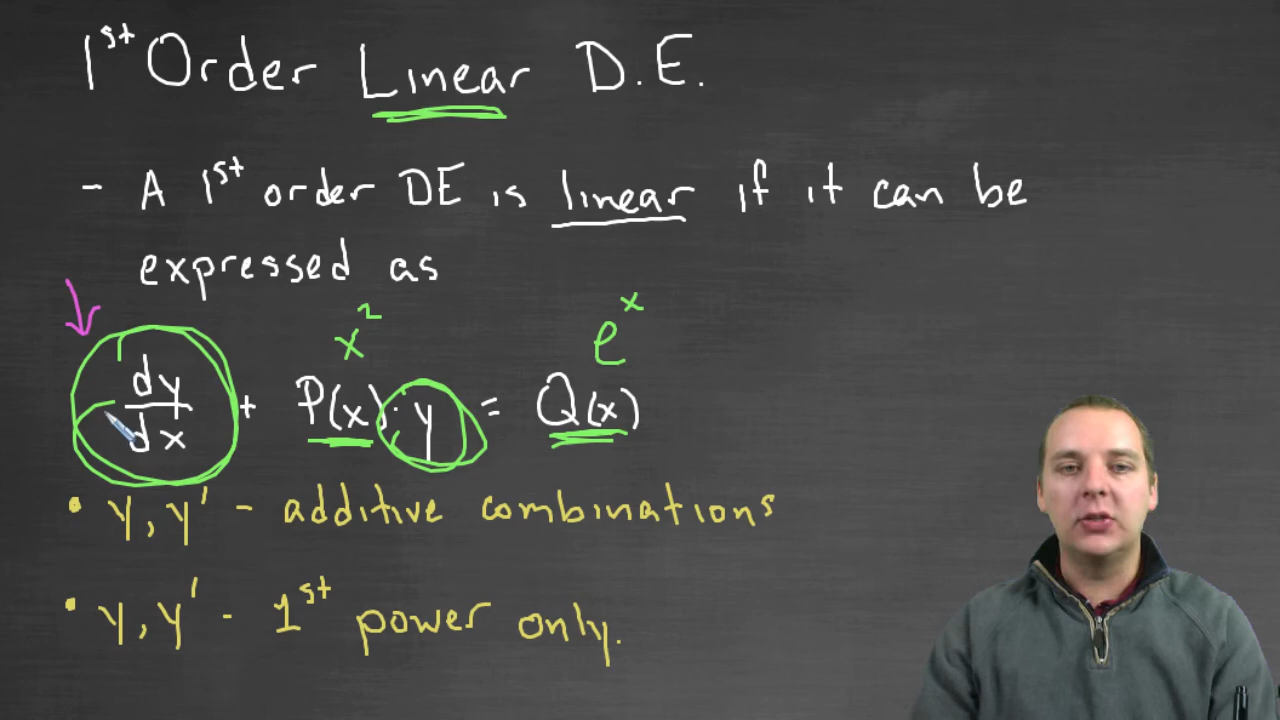 1st Order Linear D.E.
- A 1st order DE is linear if it can be
expressed as
x² e^x
dy/dx + P(x)·y = Q(x)
• y, y' - additive combinations
• y, y' - 1st power only.